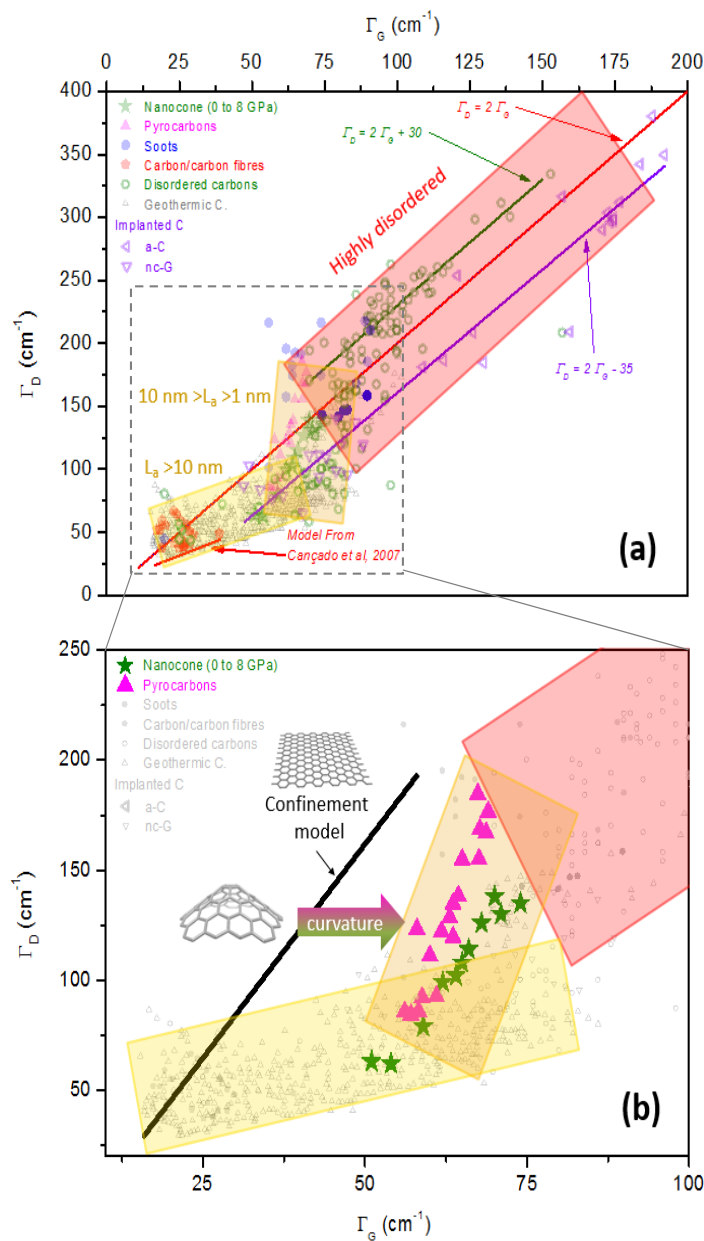 Γ_G (cm⁻¹)
0 25 50 75 100 125 150 175 200
400
350
300
250
200
150
100
50
0
Γ_D (cm⁻¹)
Nanocone (0 to 8 GPa)
Pyrocarbons
Soots
Carbon/carbon fibres
Disordered carbons
Geothermic C.
Implanted C
a-C
nc-G
Γ_D = 2 Γ_G + 30
Γ_D = 2 Γ_G
Highly disordered
Γ_D = 2 Γ_G - 35
10 nm >L_a > 1 nm
L_a >10 nm
Model From
Cançado et al, 2007
(a)
250
200
150
100
50
Γ_D (cm⁻¹)
Nanocone (0 to 8 GPa)
Pyrocarbons
Soots
Carbon/carbon fibres
Disordered carbons
Geothermic C.
Implanted C
a-C
nc-G
Confinement
model
curvature
(b)
25 50 75 100
Γ_G (cm⁻¹)